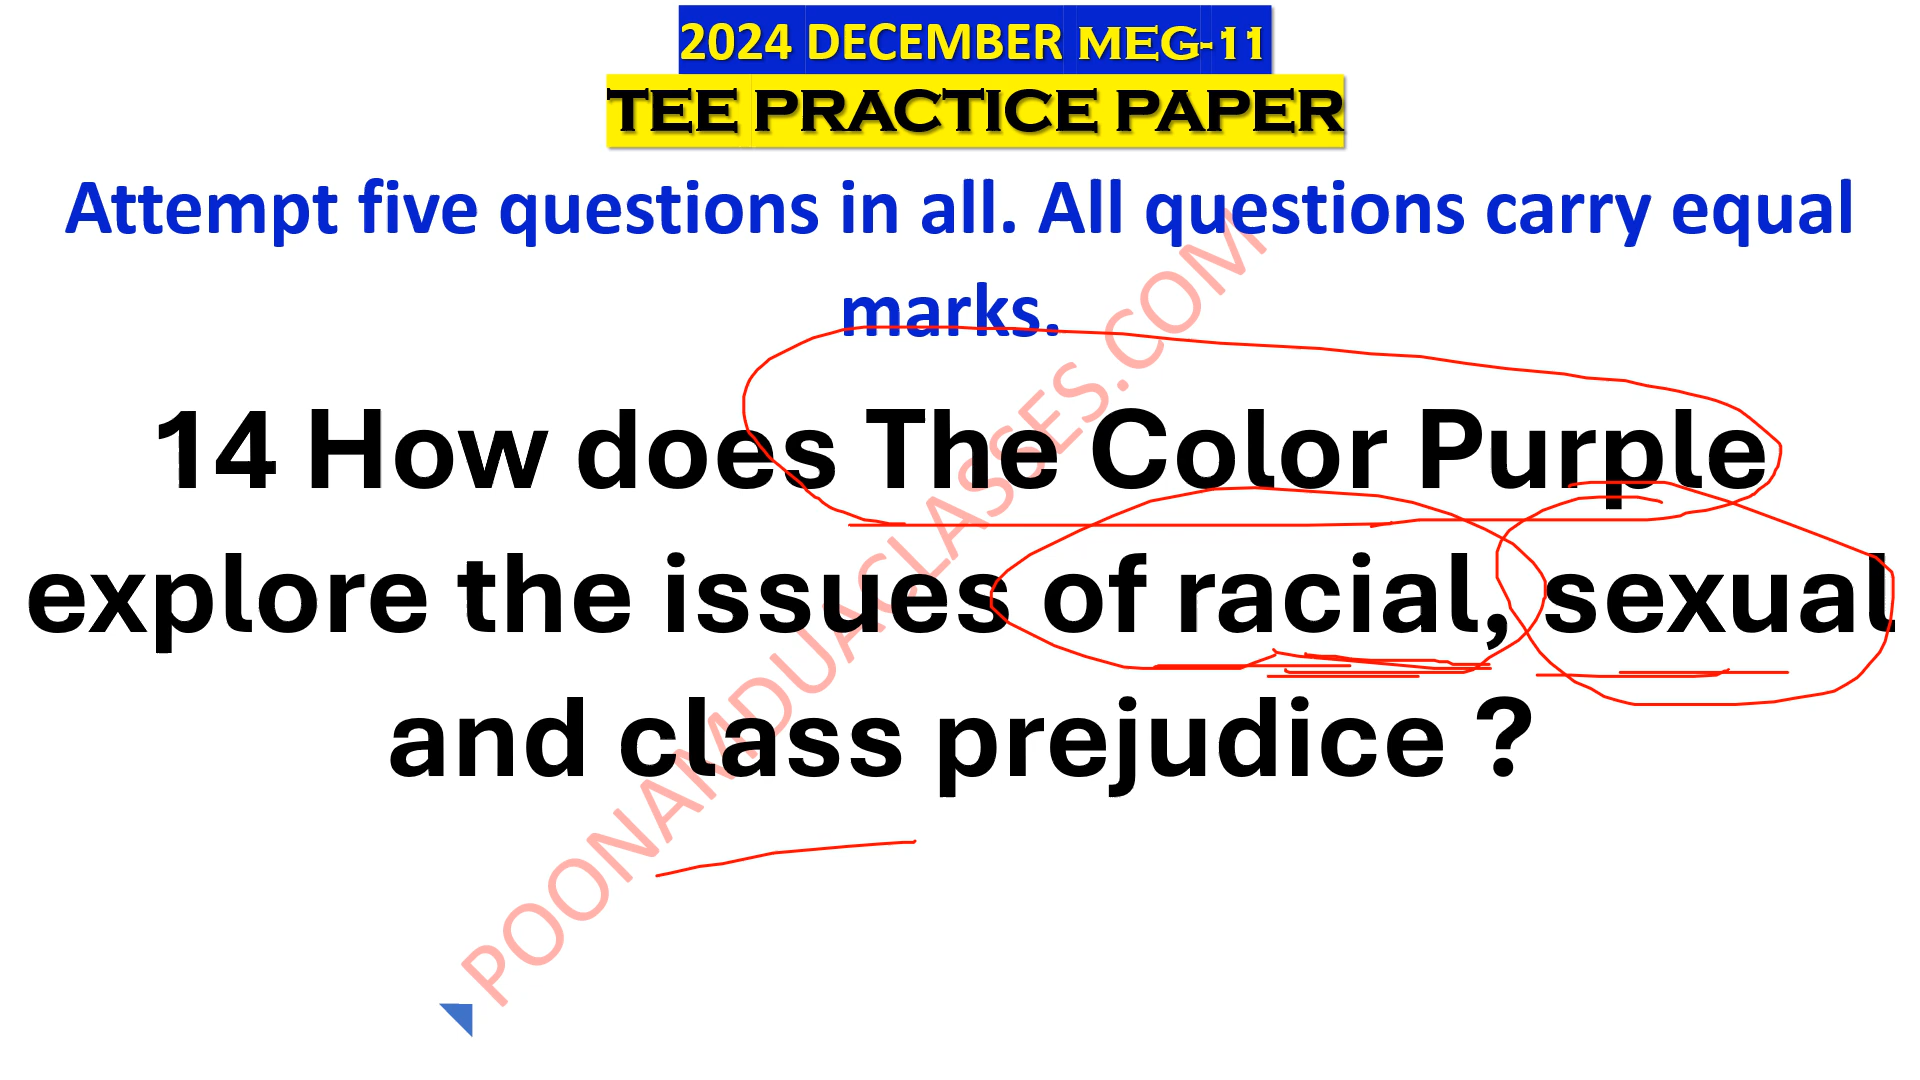 2024 DECEMBER MEG-11
TEE PRACTICE PAPER
Attempt five questions in all. All questions carry equal
marks.
14 How does The Color Purple
explore the issues of racial, sexual
and class prejudice ?
POONAMDUACLASSES.COM